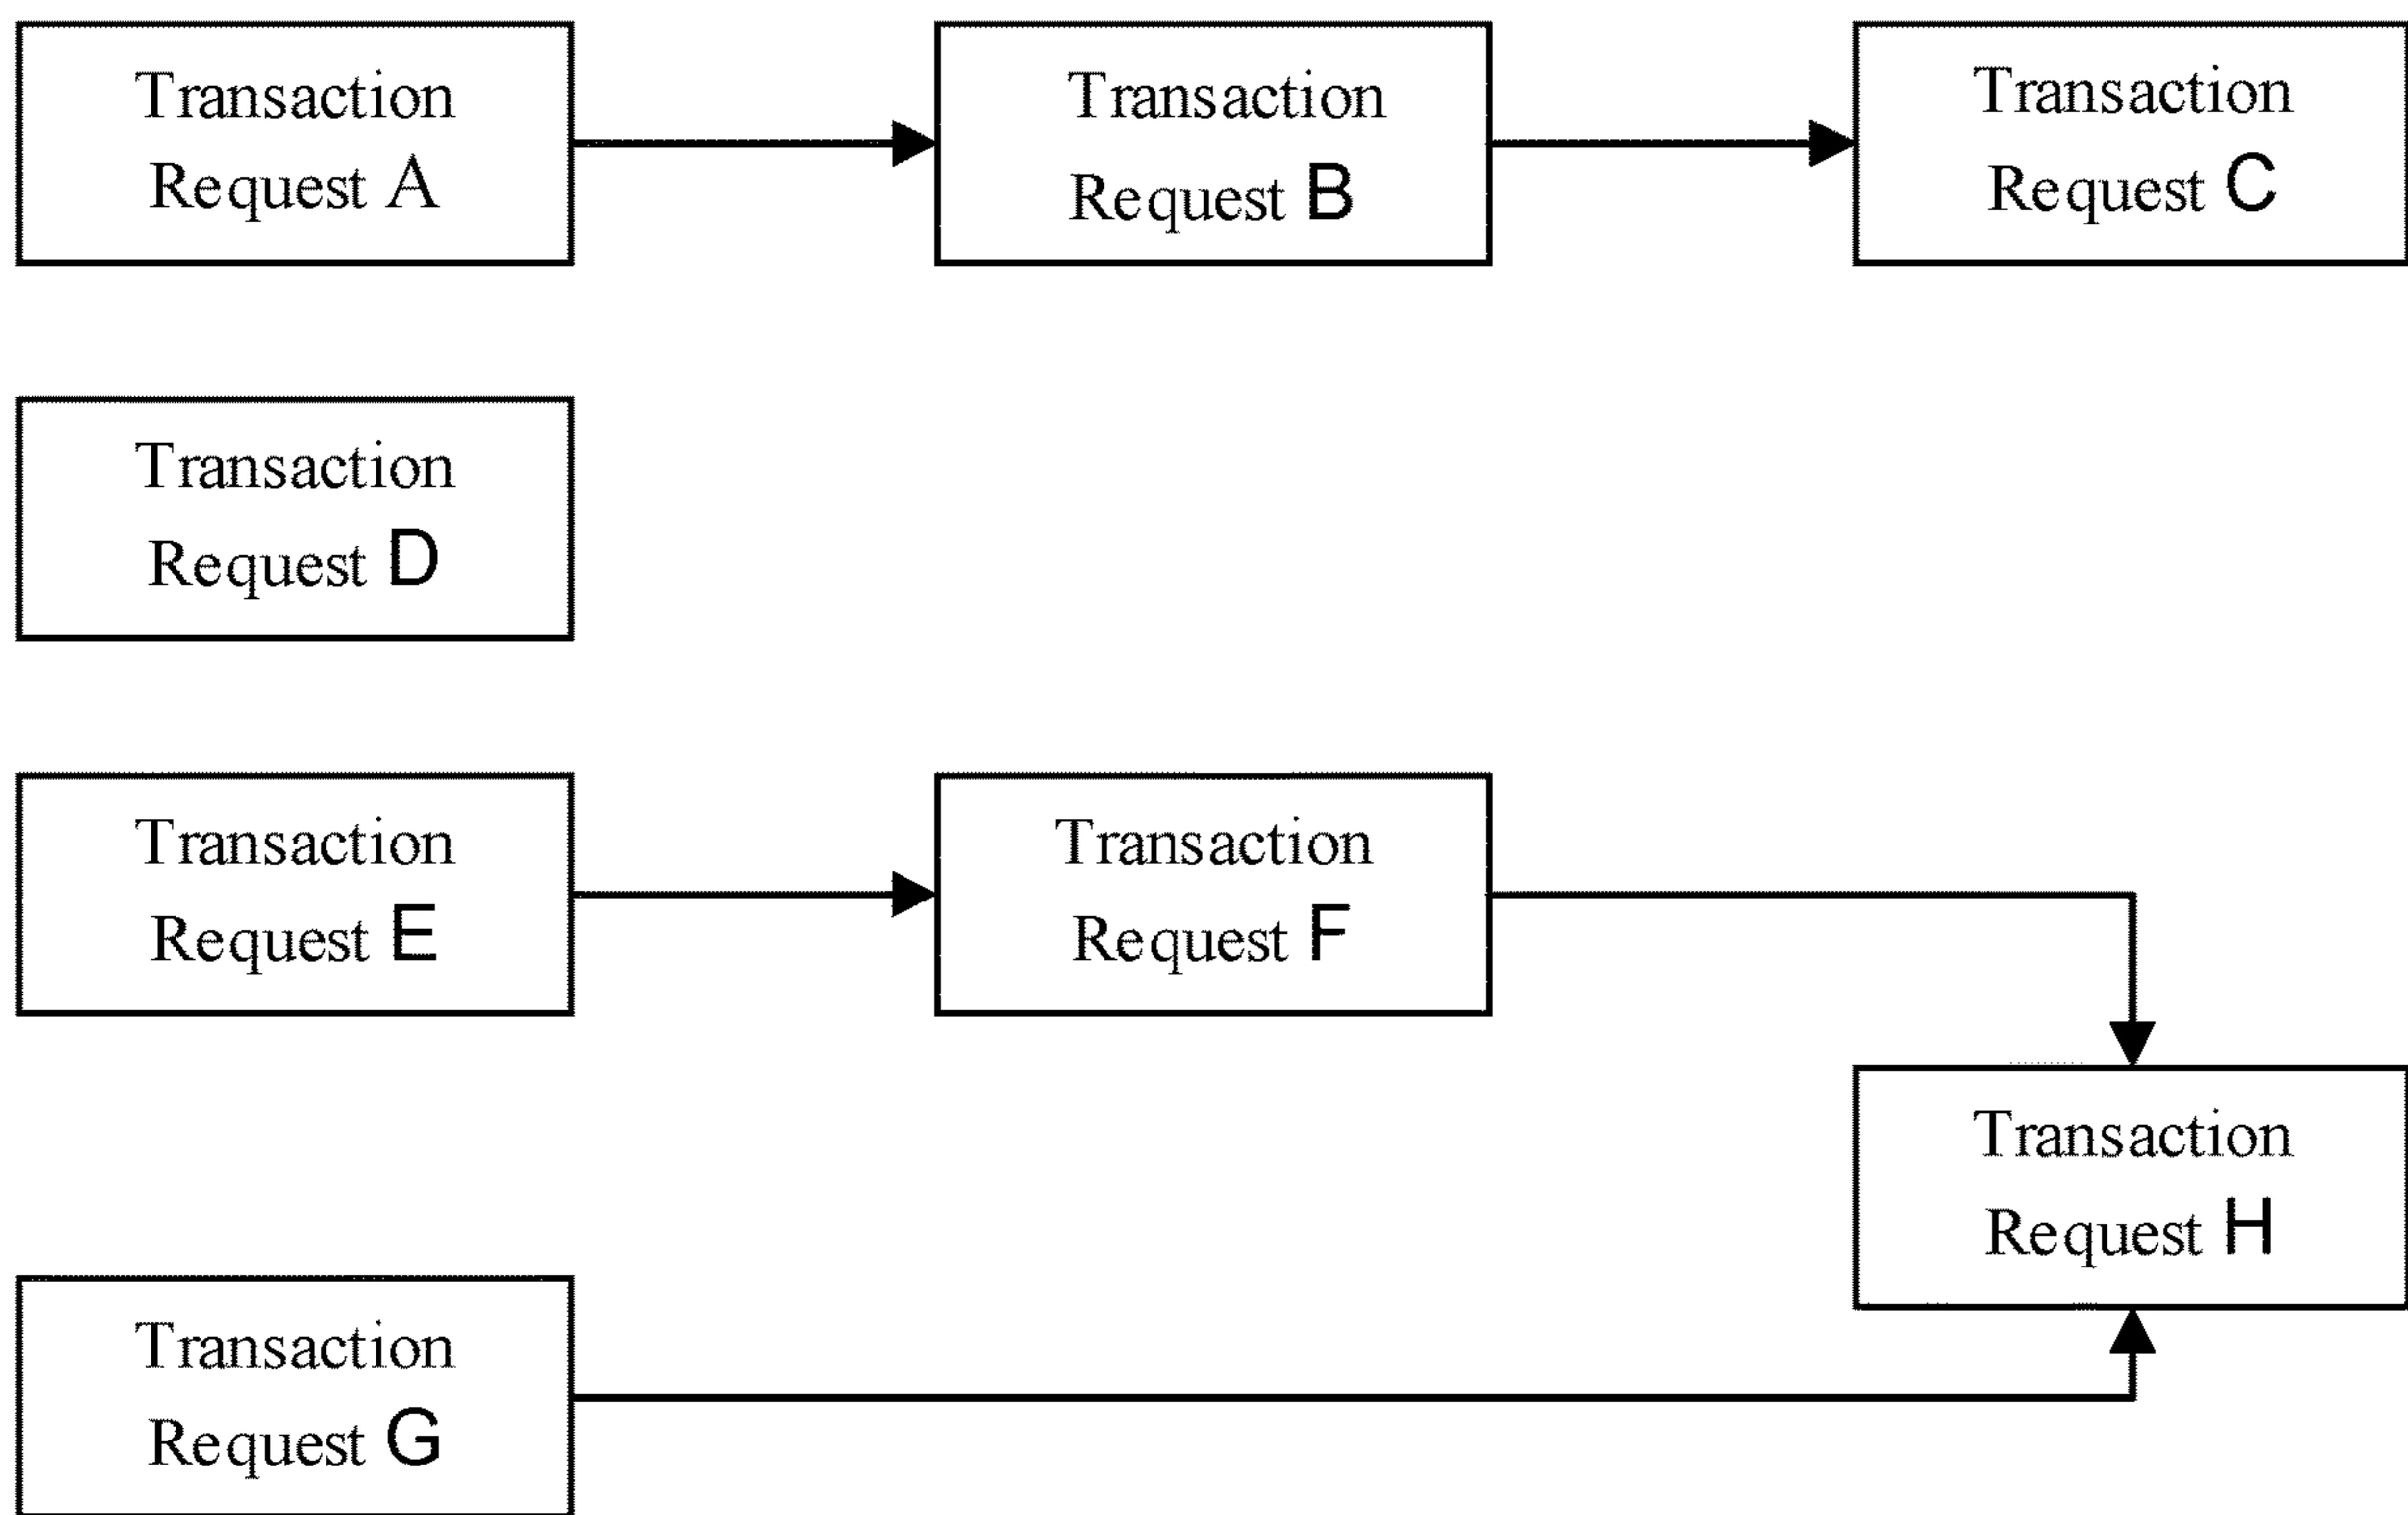 Transaction
Request A
Transaction
Request B
Transaction
Request C
Transaction
Request D
Transaction
Request E
Transaction
Request F
Transaction
Request H
Transaction
Request G